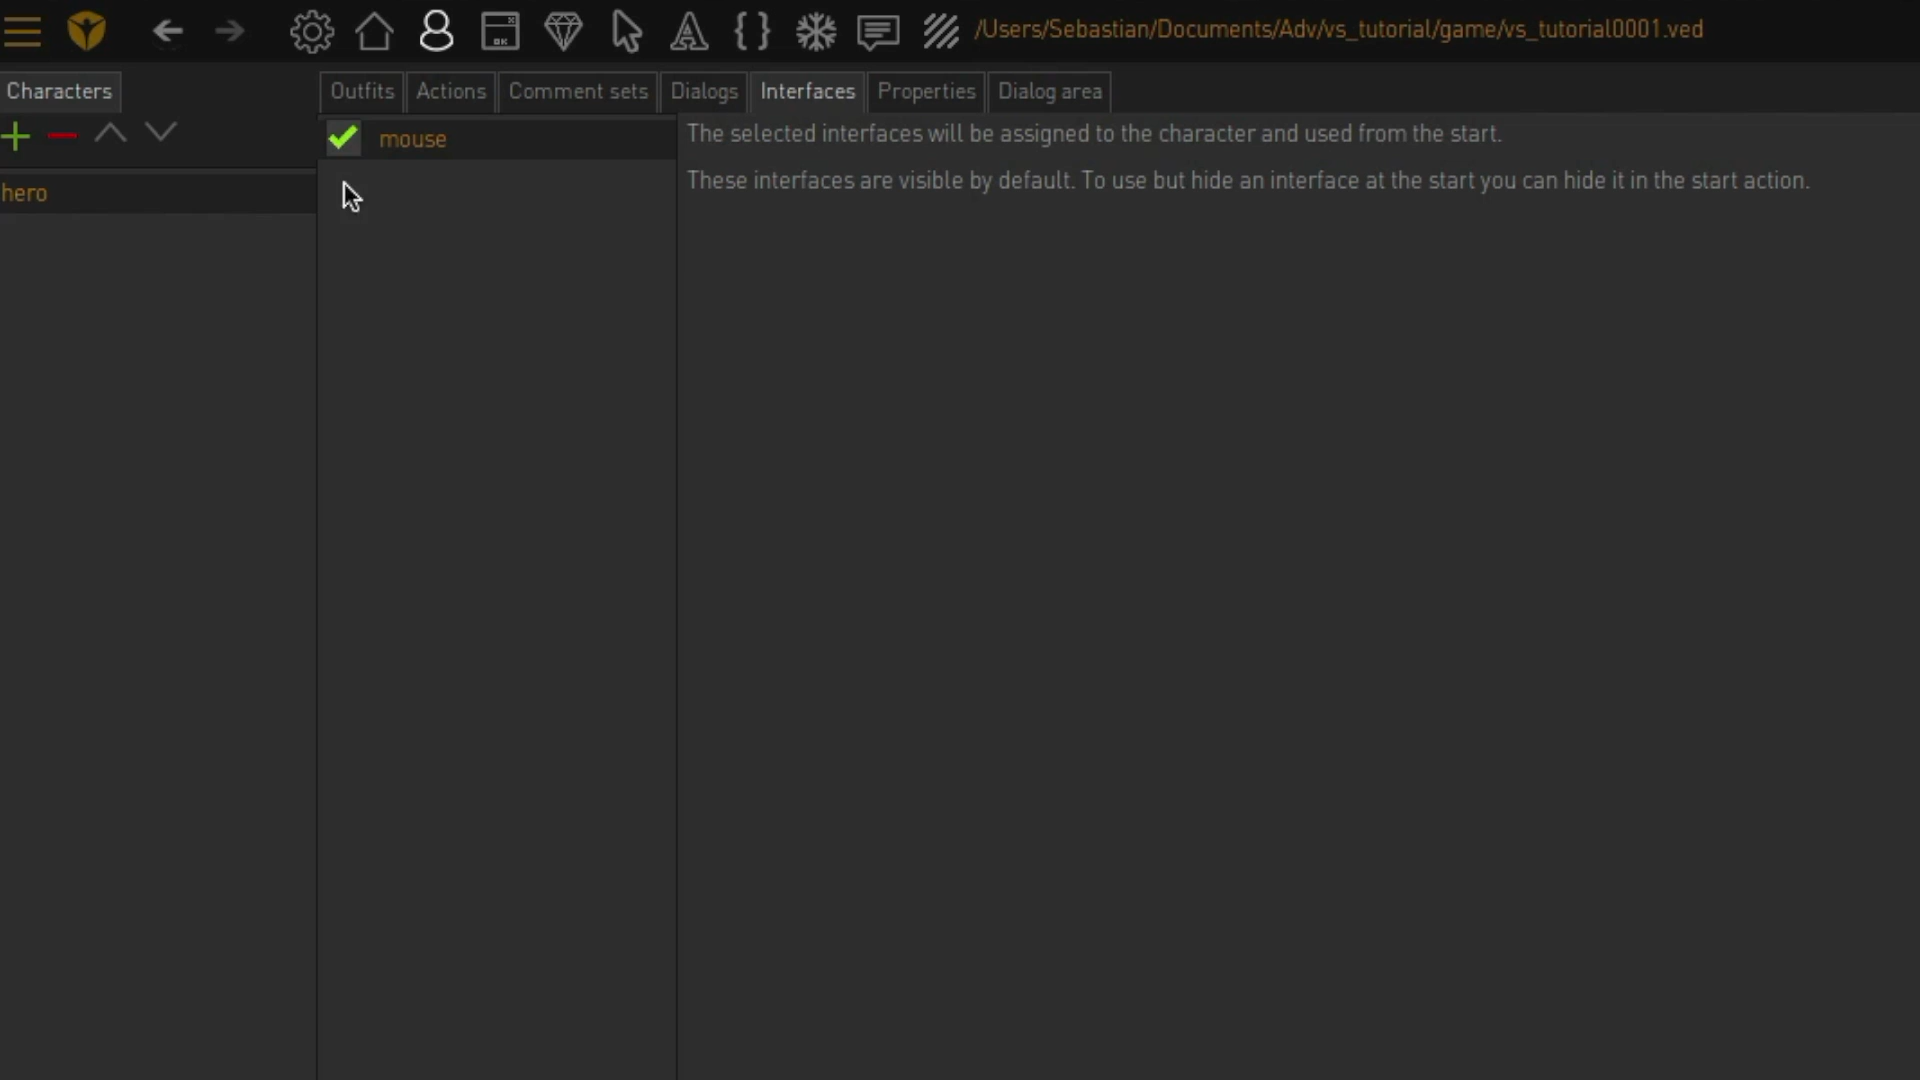 /Users/Sebastian/Documents/Adv/vs_tutorial/game/vs_tutorial0001.ved
Characters
Outfits Actions Comment sets Dialogs Interfaces Properties Dialog area
mouse
The selected interfaces will be assigned to the character and used from the start.
These interfaces are visible by default. To use but hide an interface at the start you can hide it in the start action.
hero